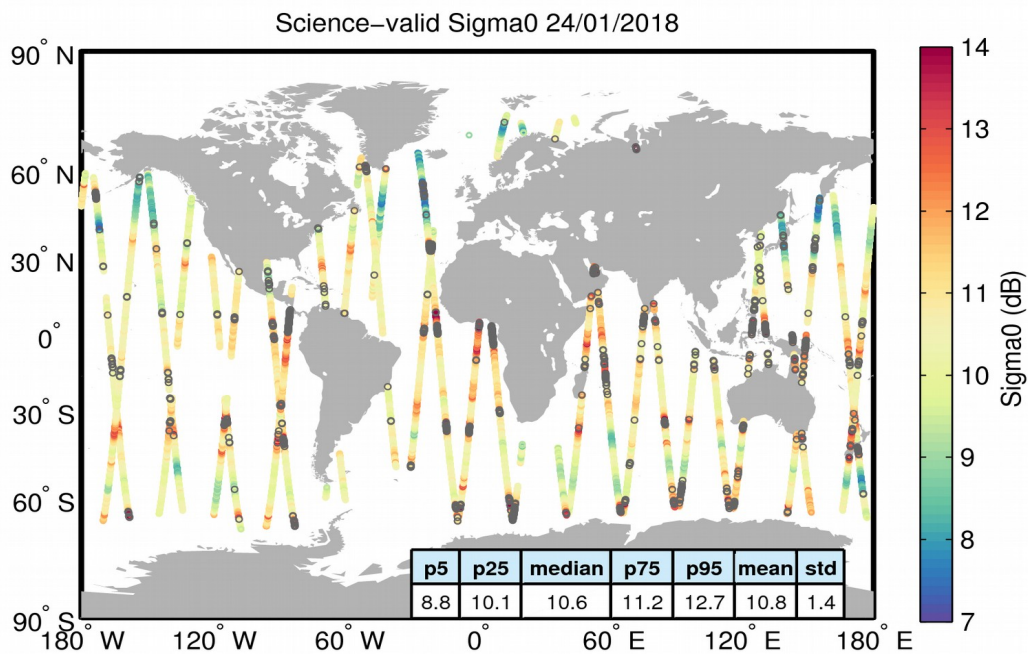 Science−valid Sigma0 24/01/2018
90° N
60° N
30° N
0°
30° S
60° S
90° S
180° W
120° W
60° W
0°
60° E
120° E
180° E
14
13
12
11
10
9
8
7
Sigma0 (dB)
p5 p25 median p75 p95 mean std
8.8 10.1 10.6 11.2 12.7 10.8 1.4